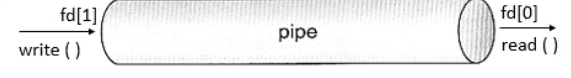 fd[1]
write ( )
pipe
fd[0]
read ( )